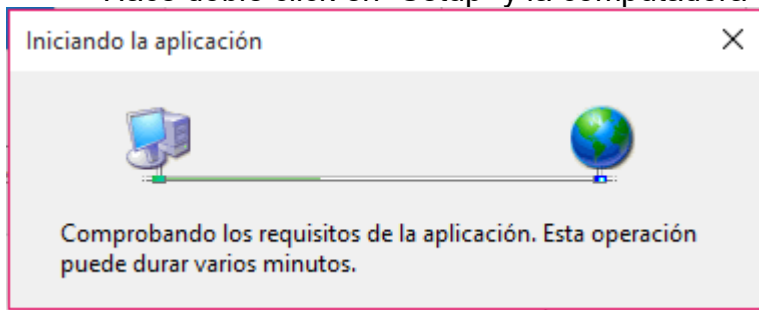 Iniciando la aplicación
Comprobando los requisitos de la aplicación. Esta operación
puede durar varios minutos.